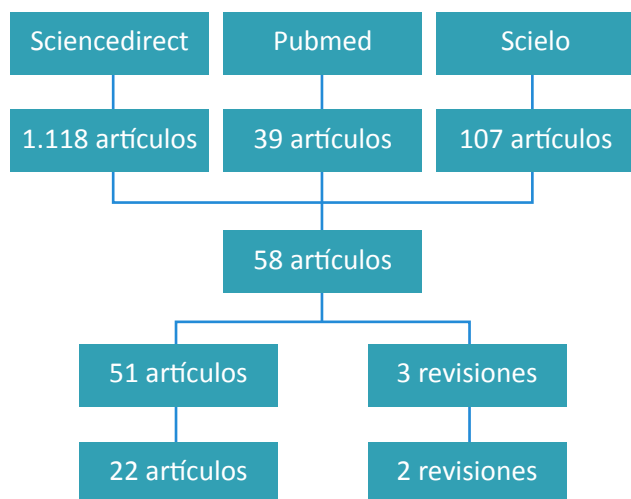 Sciencedirect
Pubmed
Scielo
1.118 artículos
39 artículos
107 artículos
58 artículos
51 artículos
3 revisiones
22 artículos
2 revisiones